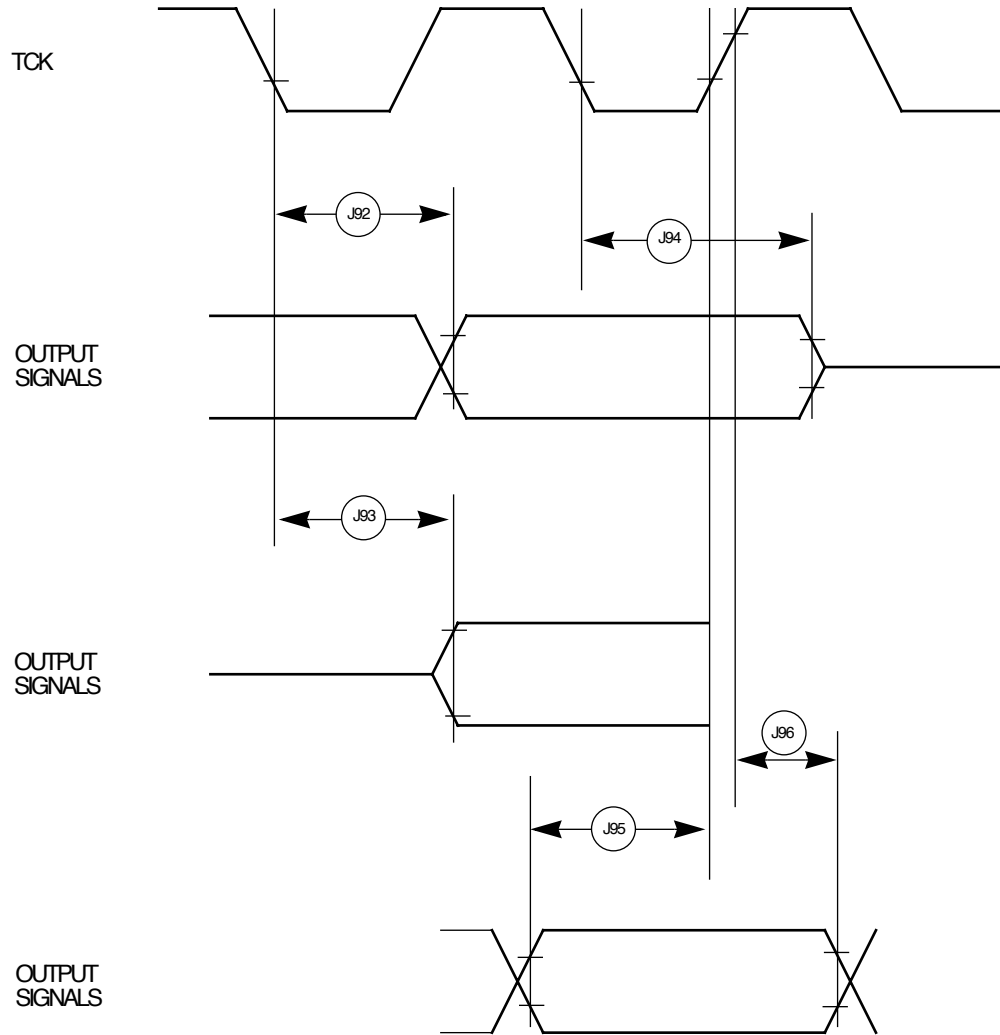 TCK
J92
J94
OUTPUT
SIGNALS
J93
OUTPUT
SIGNALS
J96
J95
OUTPUT
SIGNALS